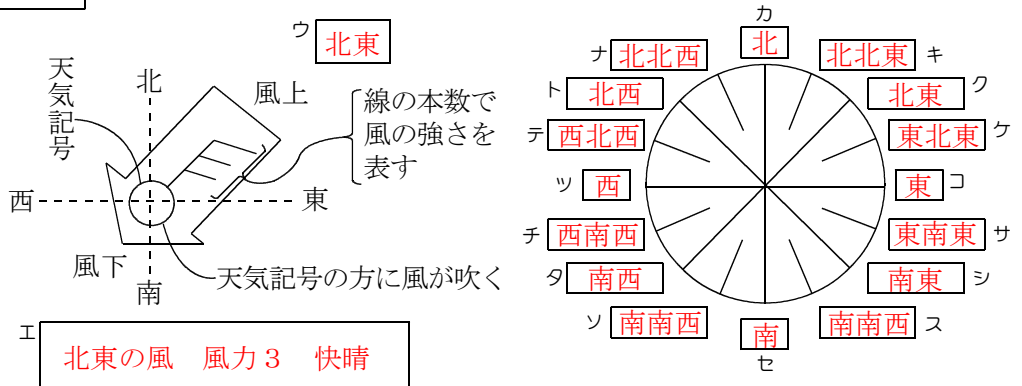 ウ 北東
天気記号
北
風上
線の本数で
風の強さを
表す
西
東
風下
南
天気記号の方に風が吹く
エ 北東の風 風力3 快晴
カ 北
ナ 北北西
北北東 キ
ト 北西
北東 ク
テ 西北西
東北東 ケ
ツ 西
東 コ
チ 西南西
東南東 サ
タ 南西
南東 シ
ソ 南南西
南南西 ス
南
セ